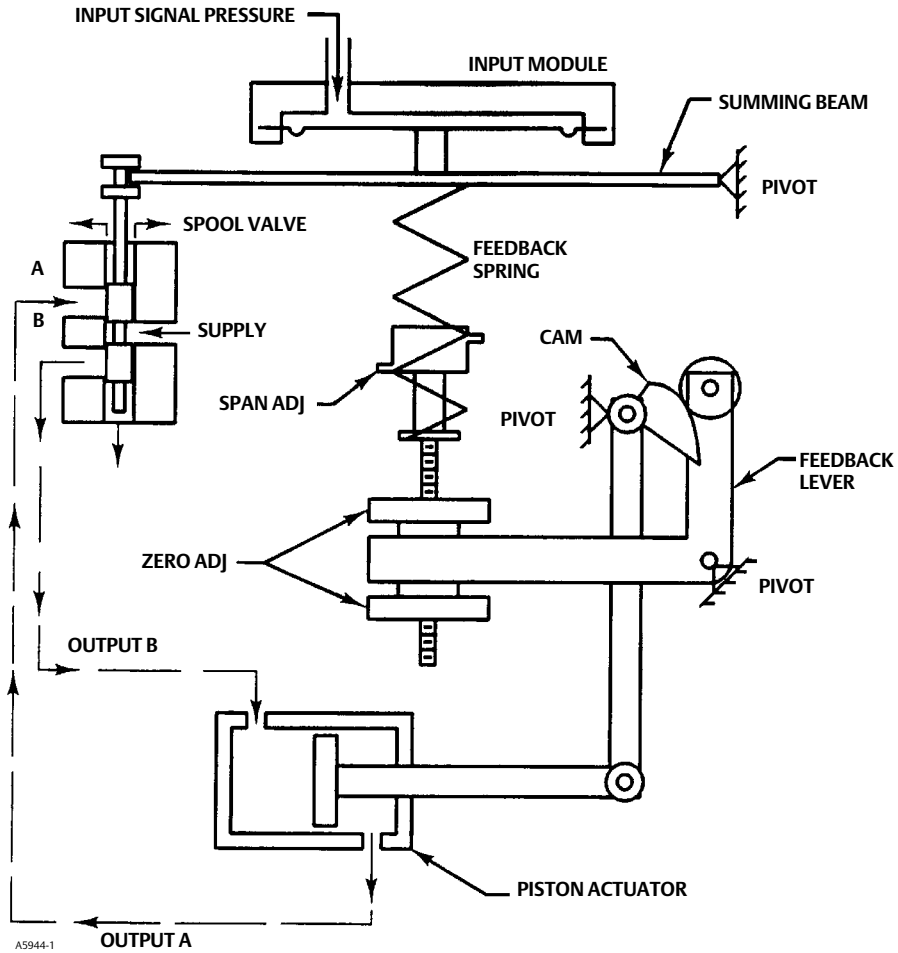 INPUT SIGNAL PRESSURE
INPUT MODULE
SUMMING BEAM
PIVOT
SPOOL VALVE
FEEDBACK
SPRING
A
B
SUPPLY
CAM
SPAN ADJ
PIVOT
FEEDBACK
LEVER
ZERO ADJ
PIVOT
OUTPUT B
PISTON ACTUATOR
OUTPUT A
A5944-1